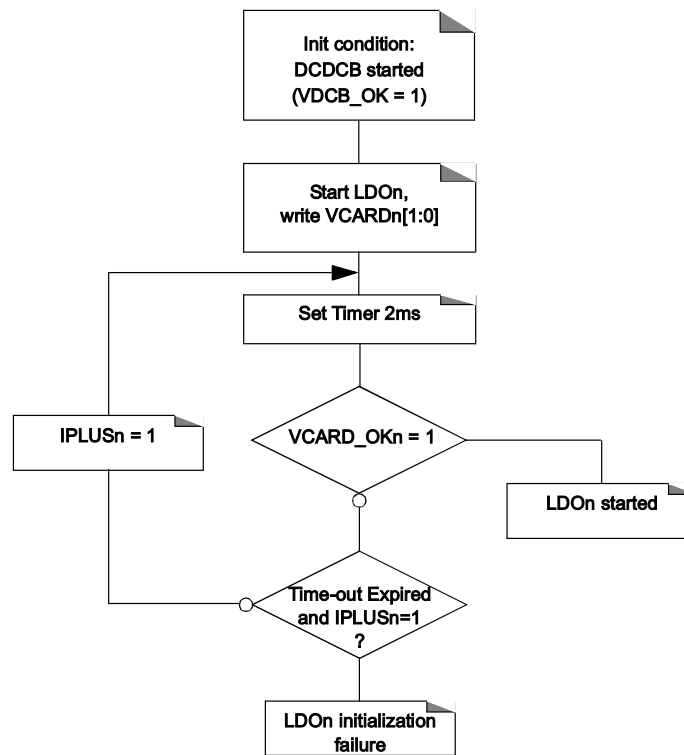 Init condition:
DCDCB started
(VDCB_OK = 1)
Start LDOn,
write VCARDn[1:0]
Set Timer 2ms
IPLUSn = 1
VCARD_OKn = 1
LDOn started
Time-out Expired
and IPLUSn=1
?
LDOn initialization
failure